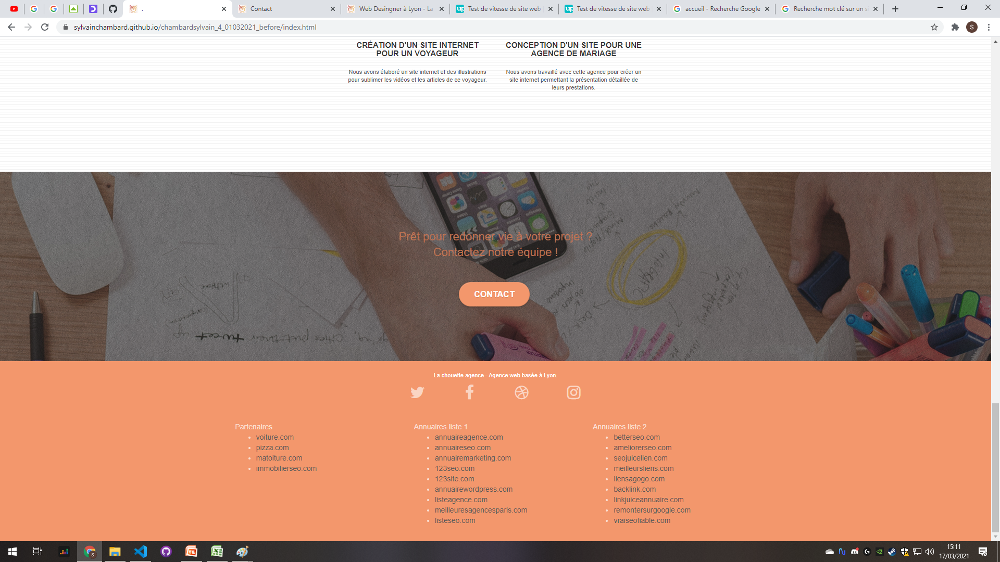 .
Contact
Web Desingner à Lyon - La
Test de vitesse de site web
Test de vitesse de site web
accueil - Recherche Google
Recherche mot clé sur un s
sylvainchambard.github.io/chambardsylvain_4_01032021_before/index.html
S
CRÉATION D'UN SITE INTERNET
POUR UN VOYAGEUR
Nous avons élaboré un site internet et des illustrations
pour sublimer les vidéos et les articles de ce voyageur.
CONCEPTION D'UN SITE POUR UNE
AGENCE DE MARIAGE
Nous avons travaillé avec cette agence pour créer un
site internet permettant la présentation détaillée de
leurs prestations.
Prêt pour redonner vie à votre projet ?
Contactez notre équipe !
CONTACT
INFOGRAFIC
tweet
La chouette agence - Agence web basée à Lyon.
Partenaires
voiture.com
pizza.com
matoiture.com
immobilierseo.com
Annuaires liste 1
annuaireagence.com
annuaireseo.com
annuairemarketing.com
123seo.com
123site.com
annuairewordpress.com
listeagence.com
meilleuresagencesparis.com
listeseo.com
Annuaires liste 2
betterseo.com
ameliorerseo.com
seojuicelien.com
meilleursliens.com
liensagogo.com
backlink.com
linkjuiceannuaire.com
remontersurgoogle.com
vraiseofiable.com
15:11
17/03/2021